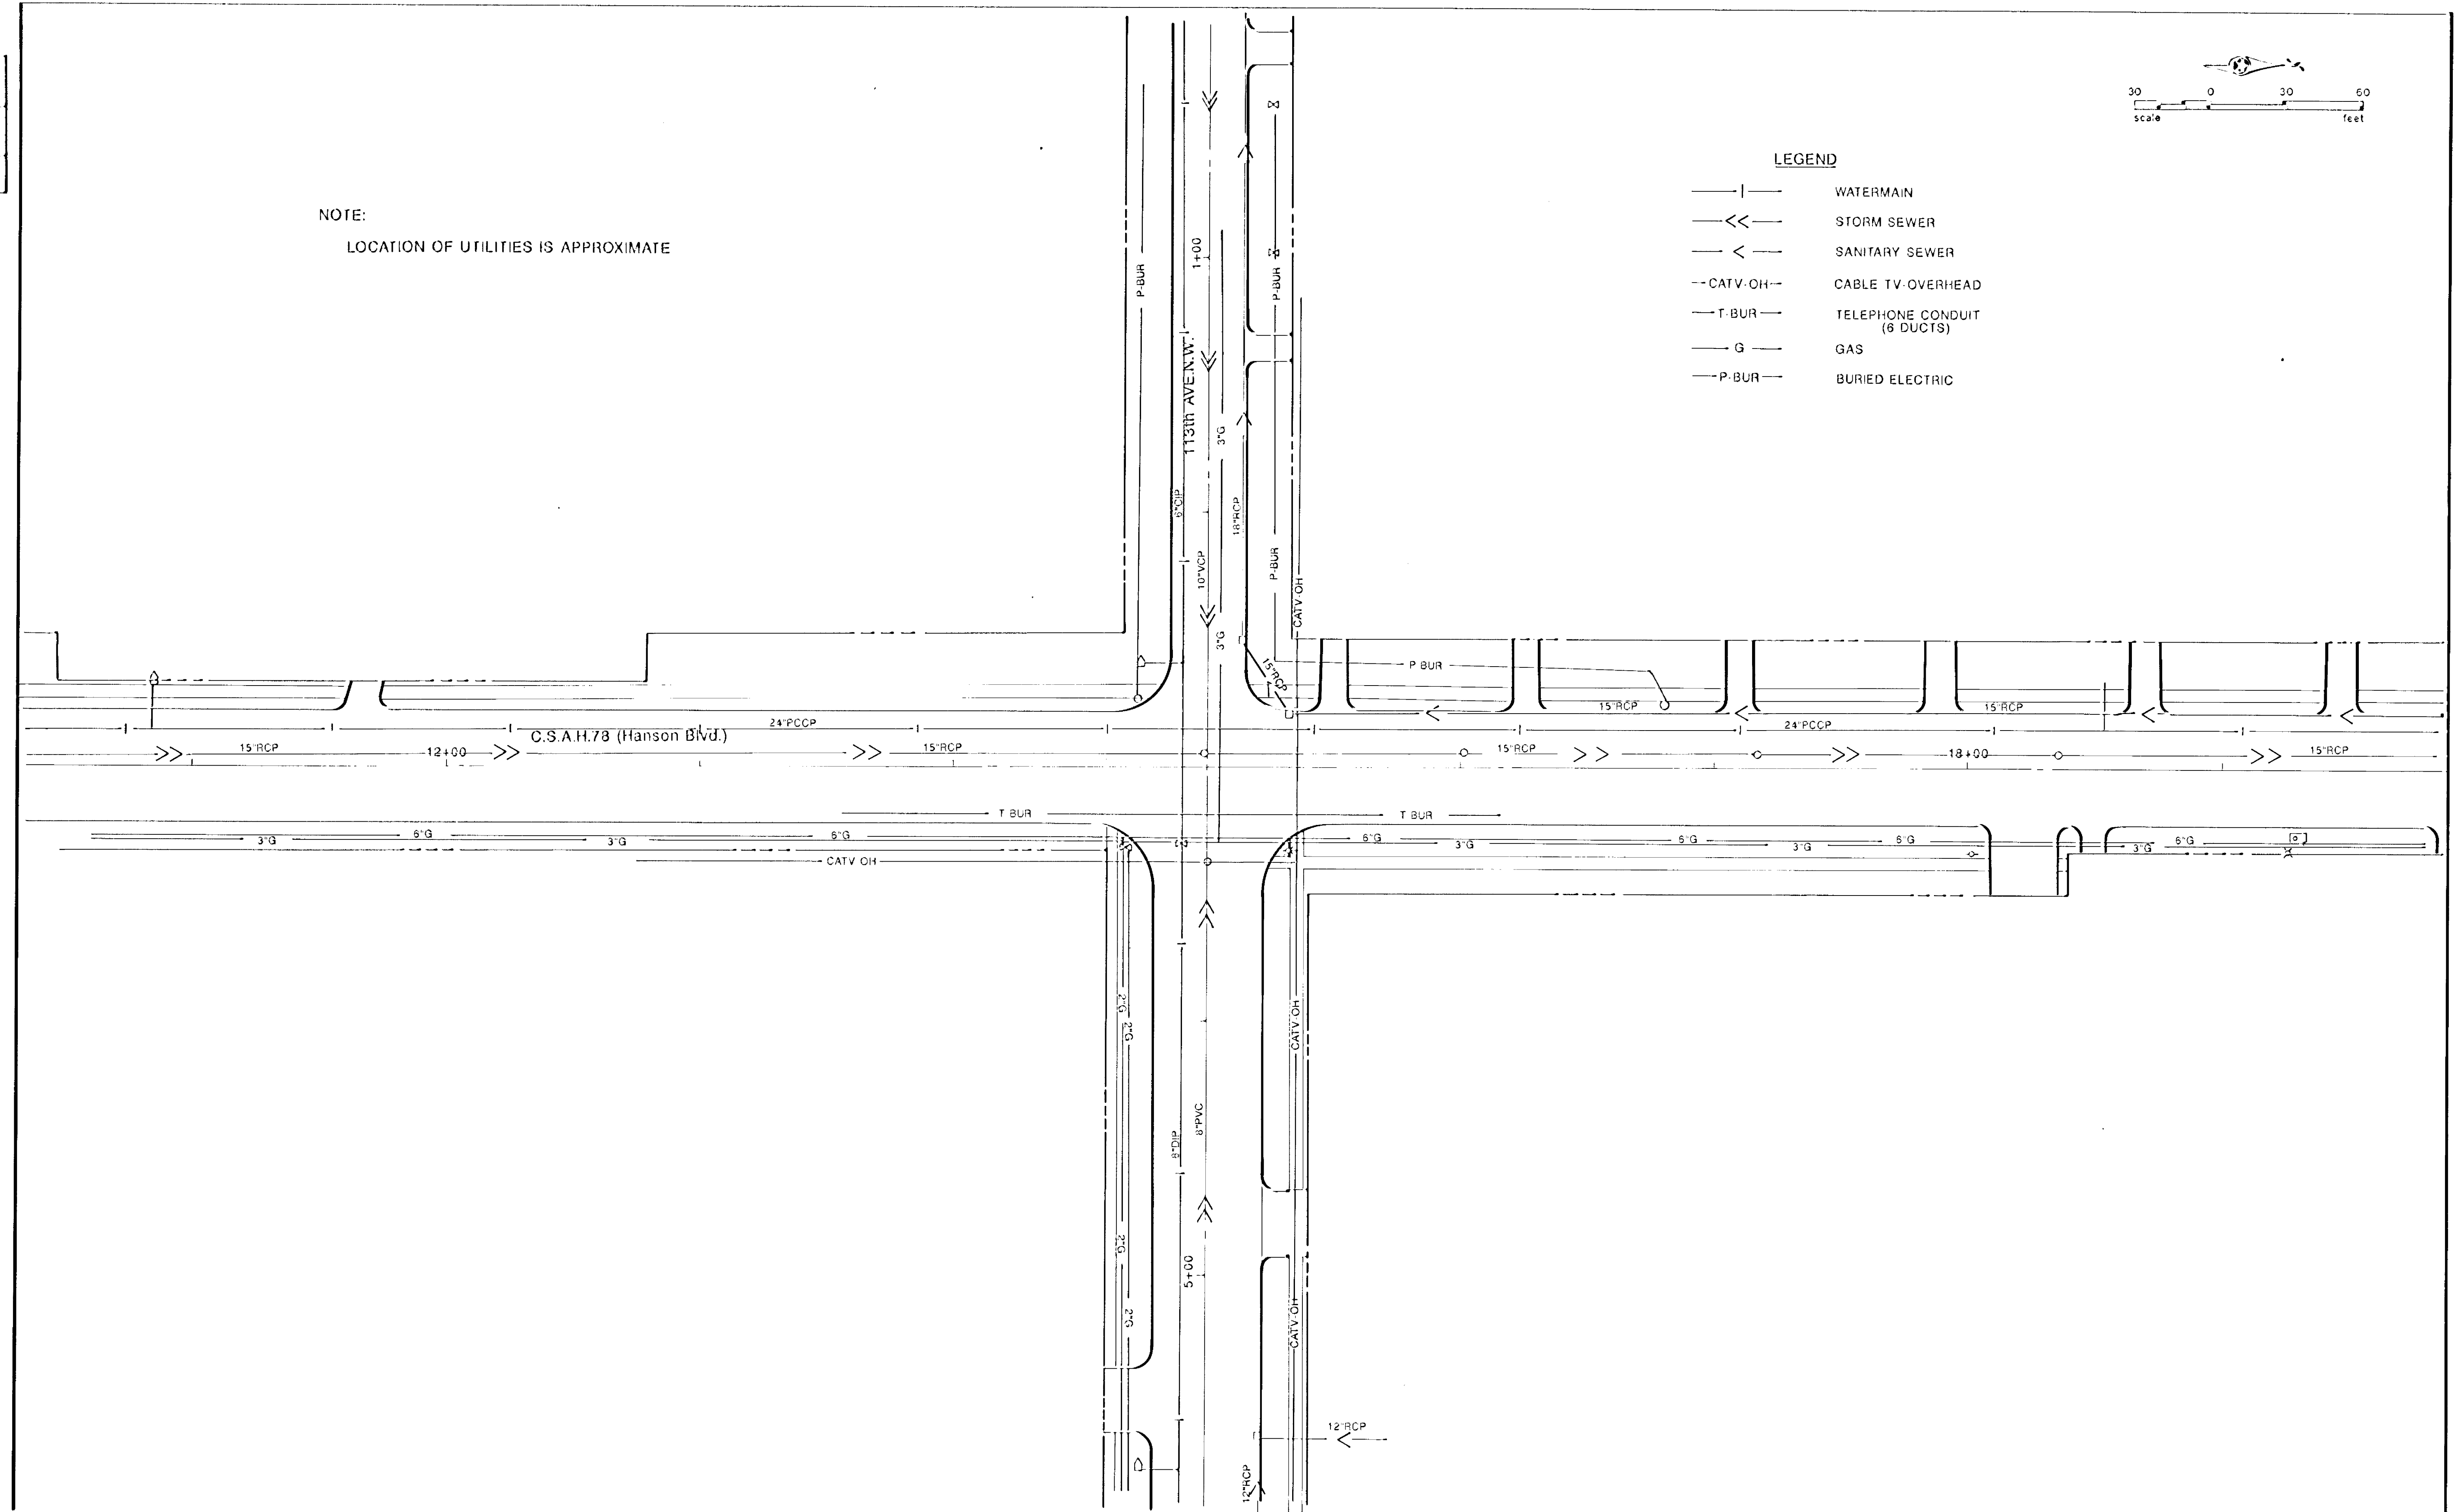 30 0 30 60
scale feet
LEGEND
WATERMAIN
STORM SEWER
SANITARY SEWER
CATV-OH CABLE TV-OVERHEAD
T-BUR TELEPHONE CONDUIT
(6 DUCTS)
G GAS
P-BUR BURIED ELECTRIC
NOTE:
LOCATION OF UTILITIES IS APPROXIMATE
P-BUR
1+00
P-BUR
113th AVE.N.W.
3"G
6"CIP
18"RCP
10"VCP
P-BUR
CATV-OH
3"G
15"RCP
P BUR
15"RCP
15"RCP
24"PCCP
24"PCCP
C.S.A.H.78 (Hanson Blvd.)
15"RCP
12+00
15"RCP
15"RCP
18+00
15"RCP
T BUR
T BUR
6"G
6"G
6"G
6"G
6"G
6"G
3"G
3"G
3"G
3"G
3"G
CATV OH
2"G
2"G
CATV-OH
8"DIP
8"PVC
2"G
5+00
2"G
CATV-OH
12"RCP
12"RCP